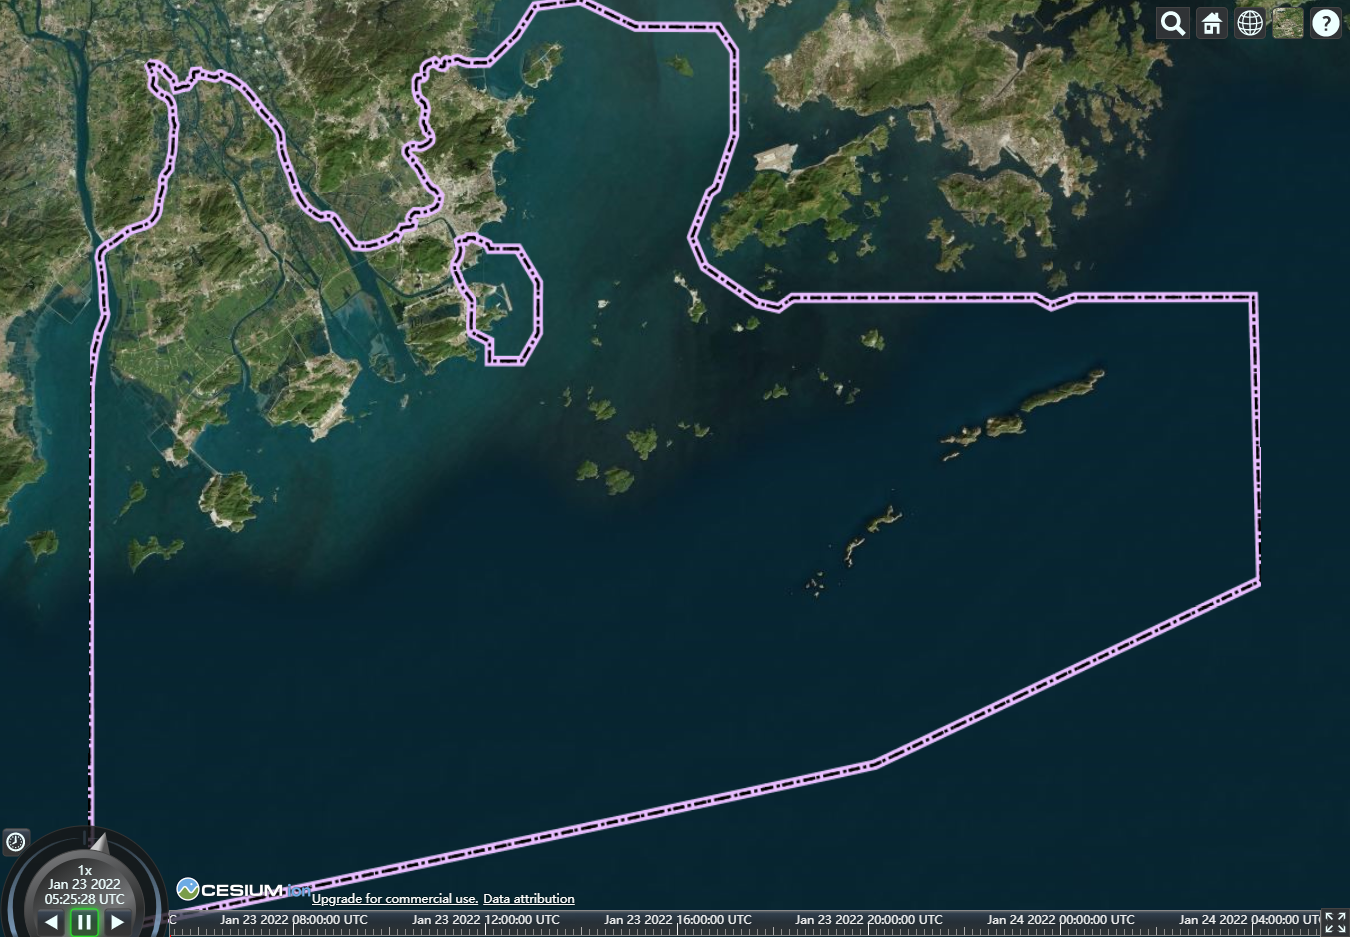 ?
1x
Jan 23 2022
05:25:28 UTC
CESIUM ion
Upgrade for commercial use. Data attribution
C Jan 23 2022 08:00:00 UTC Jan 23 2022 12:00:00 UTC Jan 23 2022 16:00:00 UTC Jan 23 2022 20:00:00 UTC Jan 24 2022 00:00:00 UTC Jan 24 2022 04:00:00 UTC